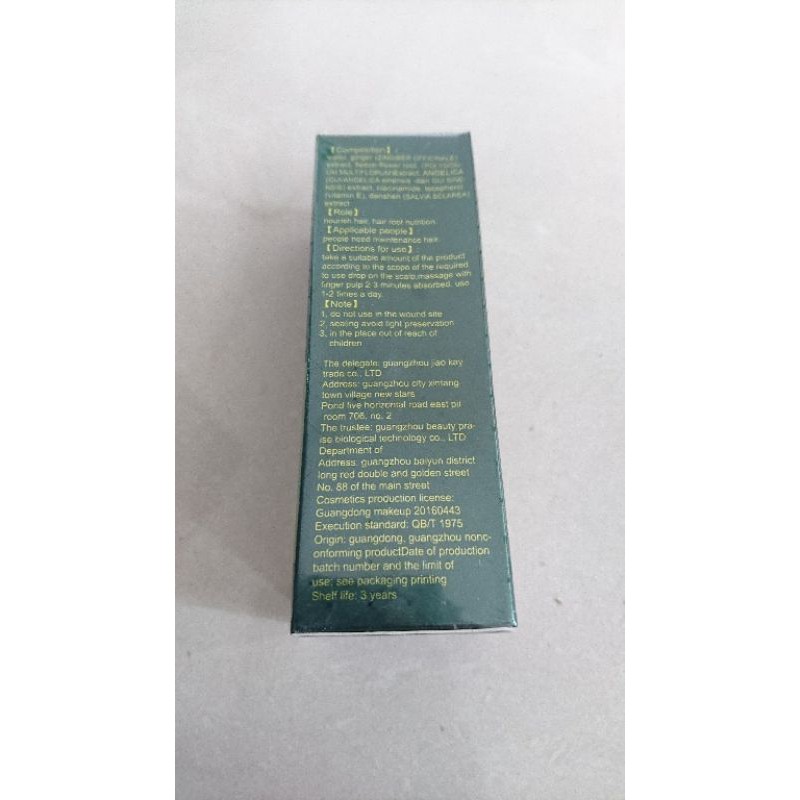 【Composition】:
water, ginger (ZINGIBER OFFICINALE)
extract, fleece flower root, (POLYGON-
UM MULTIFLORUM)extract, ANGELICA
extract, niacinamide, tocopherol
(vitamin E), danshen (SALVIA SCLAREA)
extract
【Role】:
nourish hair, hair root nutrition
【Applicable people】:
people need maintenance hair
【Directions for use】:
take a suitable amount of the product
according to the scope of the required
to use drop on the scalp,massage with
finger pulp 2 3 minutes absorbed, use
1-2 times a day.
【Note】:
1, do not use in the wound site
2, sealing avoid light preservation
3, in the place out of reach of
children
The delegate: guangzhou jiao kay
trade co., LTD
Address: guangzhou city xintang
town village new stars
Pond five horizontal road east pit
room 706, no. 2
The trustee: guangzhou beauty pra-
ise biological technology co., LTD
Department of
Address: guangzhou baiyun district
long red double and golden street
No. 88 of the main street
Cosmetics production license:
Guangdong makeup 20160443
Execution standard: QB/T 1975
Origin: guangdong, guangzhou nonc-
onforming productDate of production
batch number and the limit of
use: see packaging printing
Shelf life: 3 years